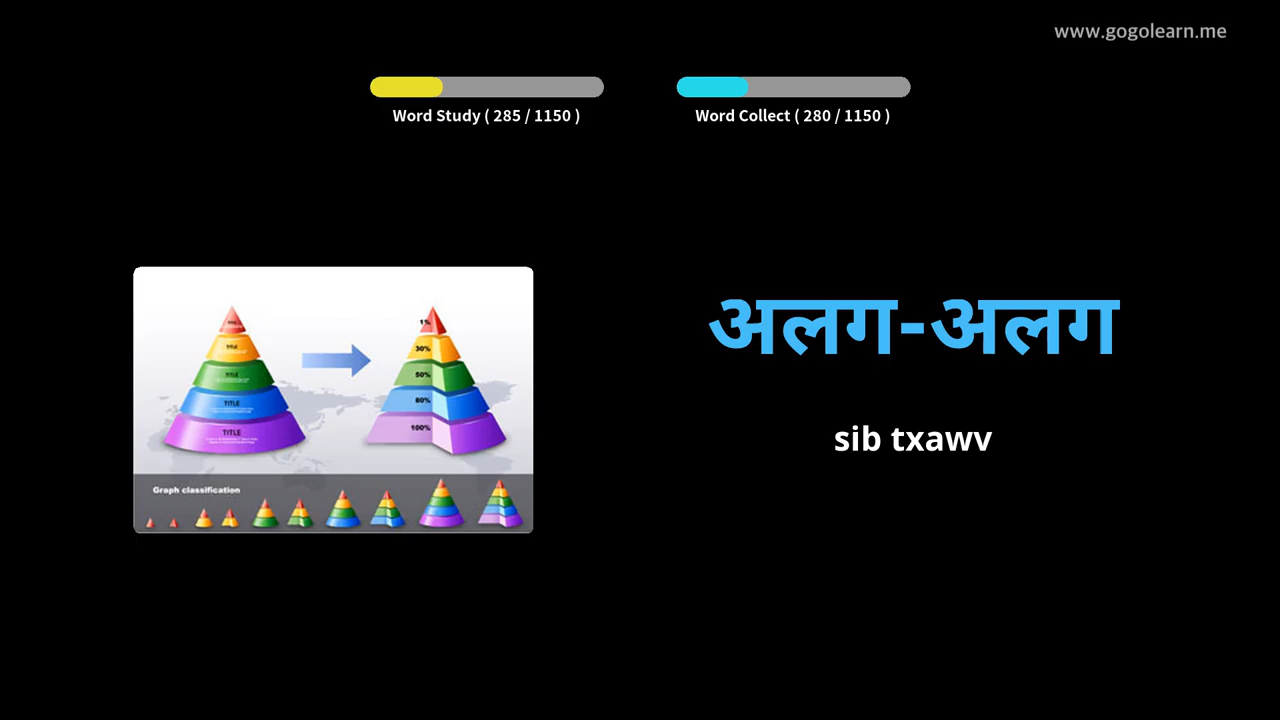 www.gogolearn.me
Word Study ( 285 / 1150 )
Word Collect ( 280 / 1150 )
अलग-अलग
sib txawv
TITLE
TITLE
TITLE
TITLE
1%
30%
50%
80%
100%
Graph classification